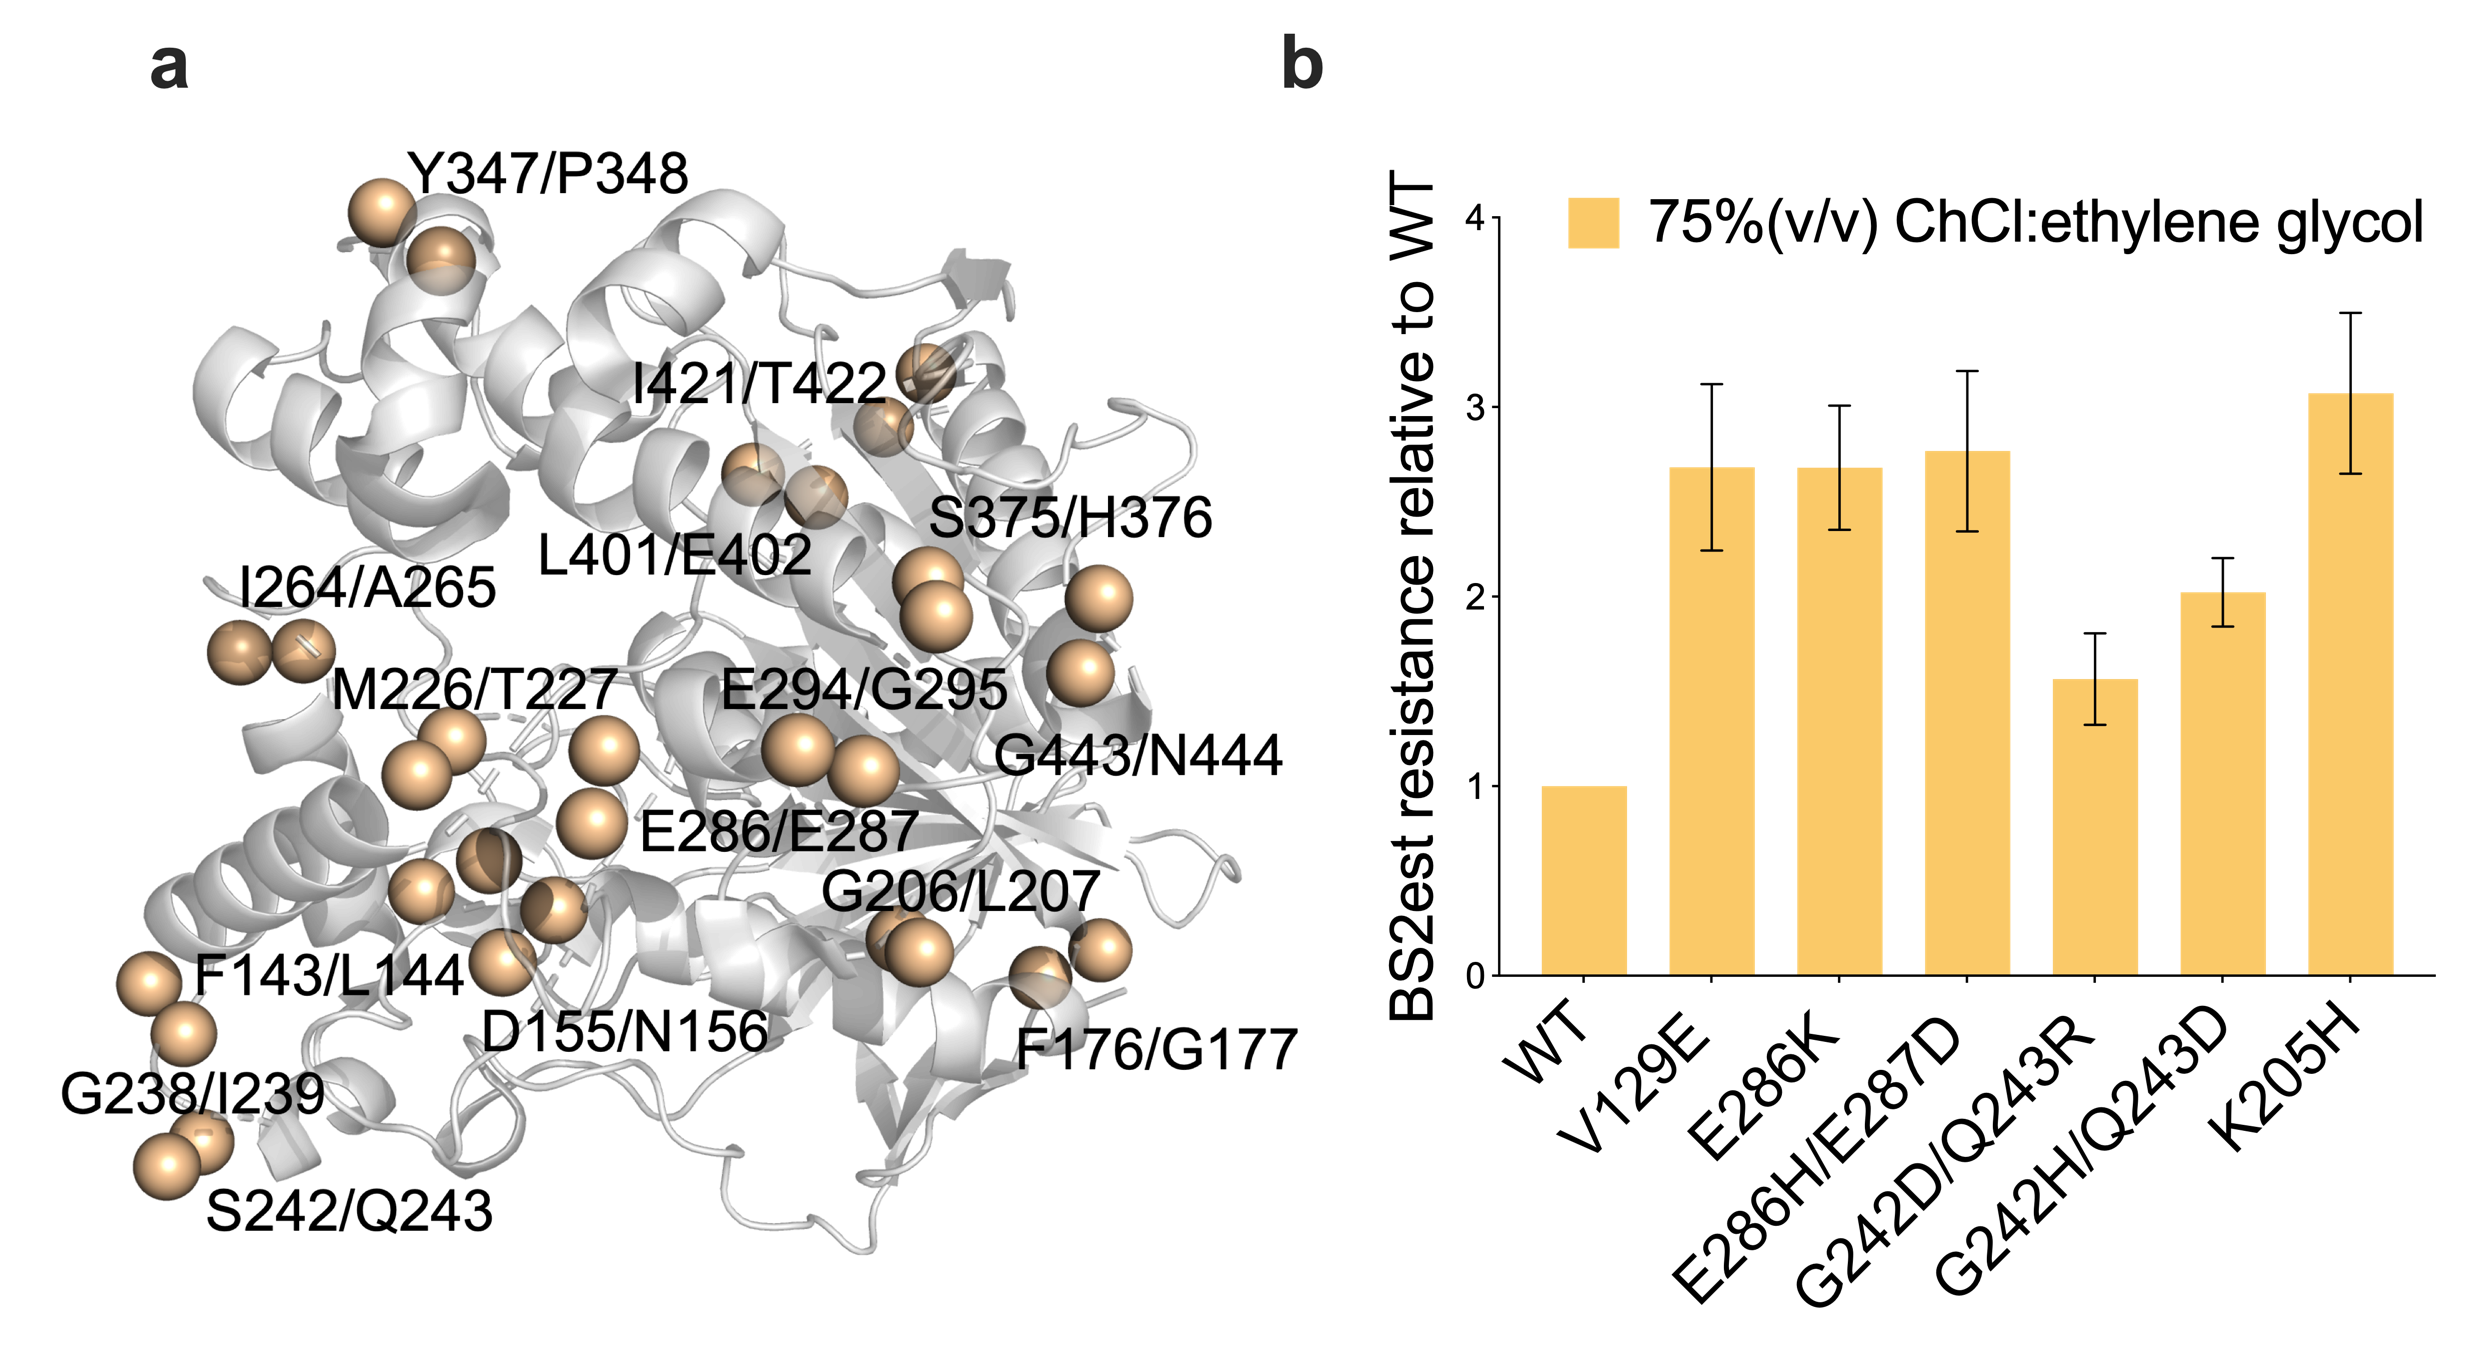 a
Y347/P348
I421/T422
S375/H376
L401/E402
I264/A265
M226/T227
E294/G295
G443/N444
E286/E287
G206/L207
F143/L144
D155/N156
F176/G177
G238/I239
S242/Q243
b
75%(v/v) ChCl:ethylene glycol
BS2est resistance relative to WT
4
3
2
1
0
WT
V129E
E286K
E286H/E287D
G242D/Q243R
G242H/Q243D
K205H